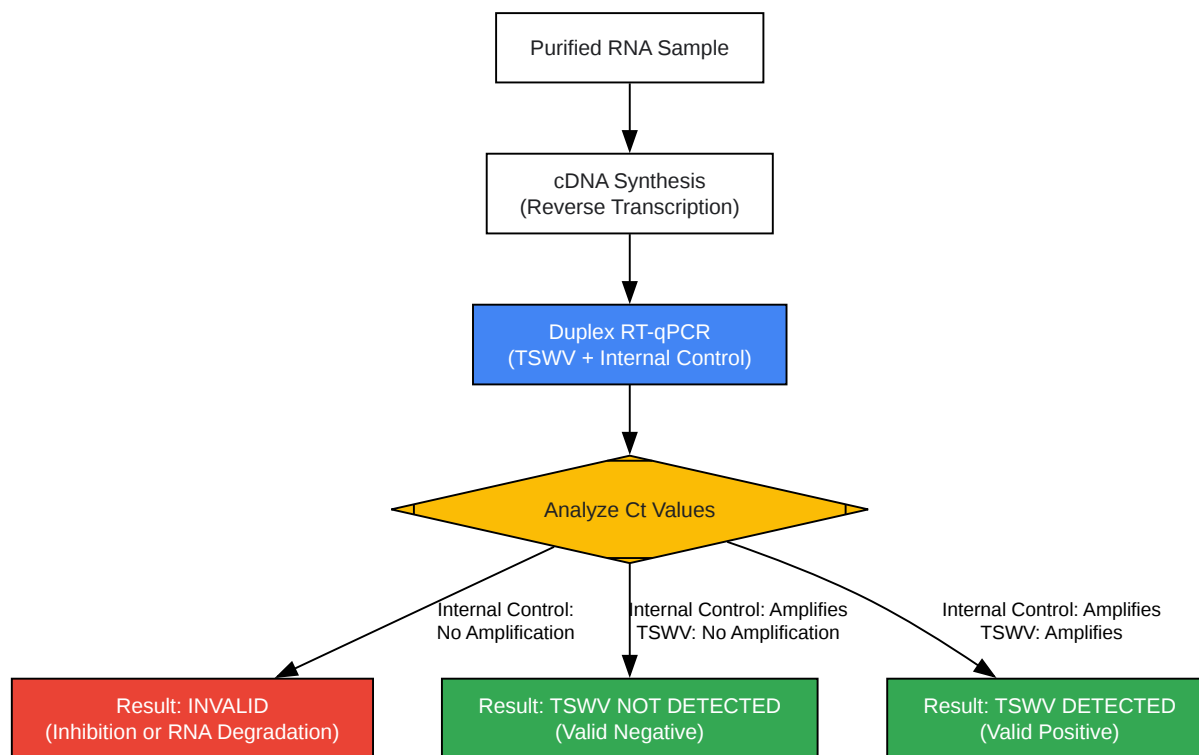 Purified RNA Sample
cDNA Synthesis
(Reverse Transcription)
Duplex RT-qPCR
(TSWV + Internal Control)
Analyze Ct Values
Internal Control:
No Amplification
Internal Control: Amplifies
TSWV: No Amplification
Internal Control: Amplifies
TSWV: Amplifies
Result: INVALID
(Inhibition or RNA Degradation)
Result: TSWV NOT DETECTED
(Valid Negative)
Result: TSWV DETECTED
(Valid Positive)